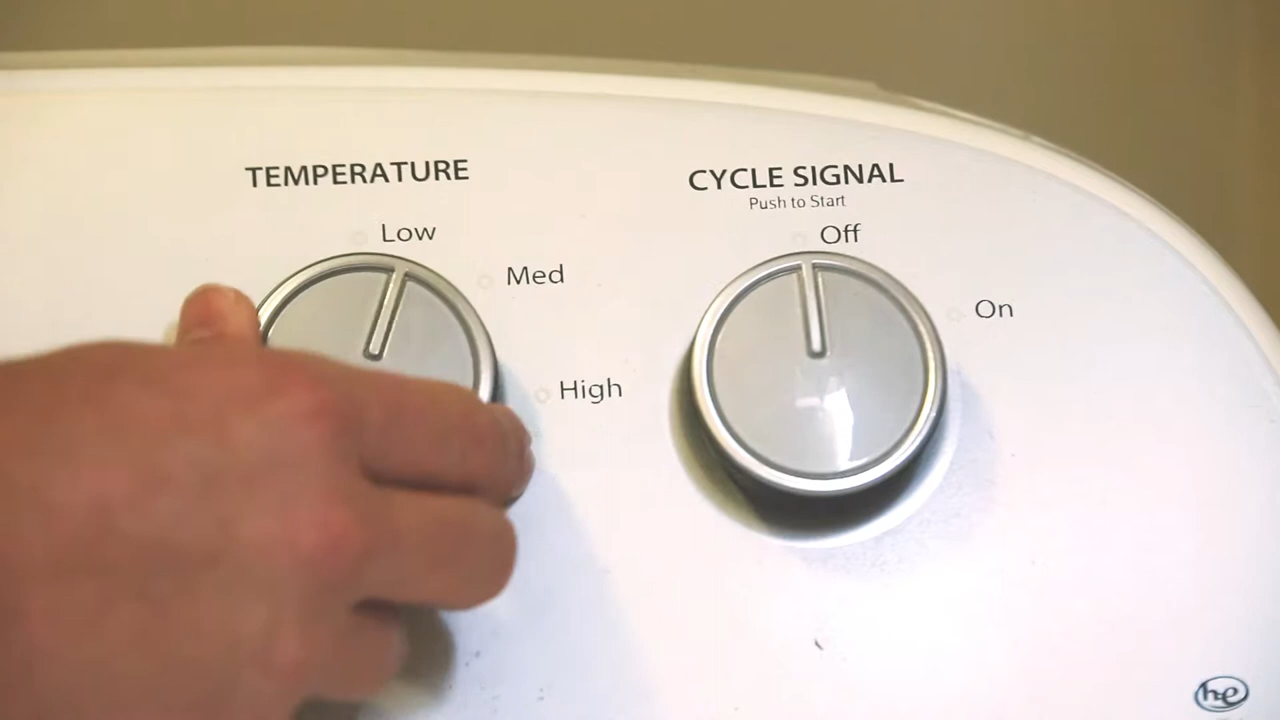 TEMPERATURE
Low
Med
High
CYCLE SIGNAL
Push to Start
Off
On
he